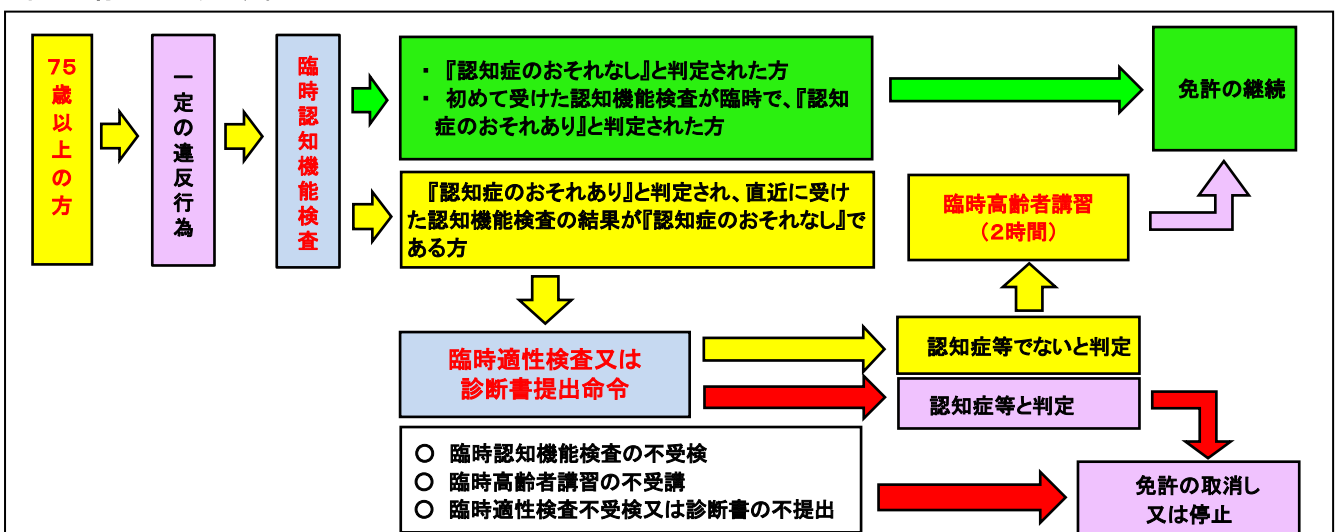 75歳以上の方
一定の違反行為
臨時認知機能検査
・ 『認知症のおそれなし』と判定された方
・ 初めて受けた認知機能検査が臨時で、『認知
症のおそれあり』と判定された方
免許の継続
『認知症のおそれあり』と判定され、直近に受け
た認知機能検査の結果が『認知症のおそれなし』で
ある方
臨時高齢者講習
（2時間）
臨時適性検査又は
診断書提出命令
認知症等でないと判定
認知症等と判定
○ 臨時認知機能検査の不受検
○ 臨時高齢者講習の不受講
○ 臨時適性検査不受検又は診断書の不提出
免許の取消し
又は停止